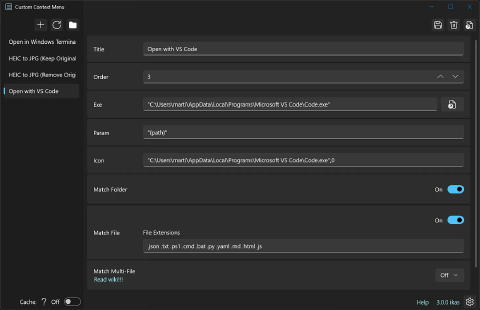 Custom Context Menu
Open in Windows Termina
HEIC to JPG (Keep Original
HEIC to JPG (Remove Orig
Open with VS Code
Title
Open with VS Code
Order
3
Exe
"C:\Users\marti\AppData\Local\Programs\Microsoft VS Code\Code.exe"
Param
"{path}"
Icon
"C:\Users\marti\AppData\Local\Programs\Microsoft VS Code\Code.exe",0
Match Folder
On
On
Match File
File Extensions
.json .txt .ps1 .cmd .bat .py .yaml .md .html .js
Match Multi-File
Read wiki!!!
Off
Cache: ? Off
Help
3.0.0 ikas